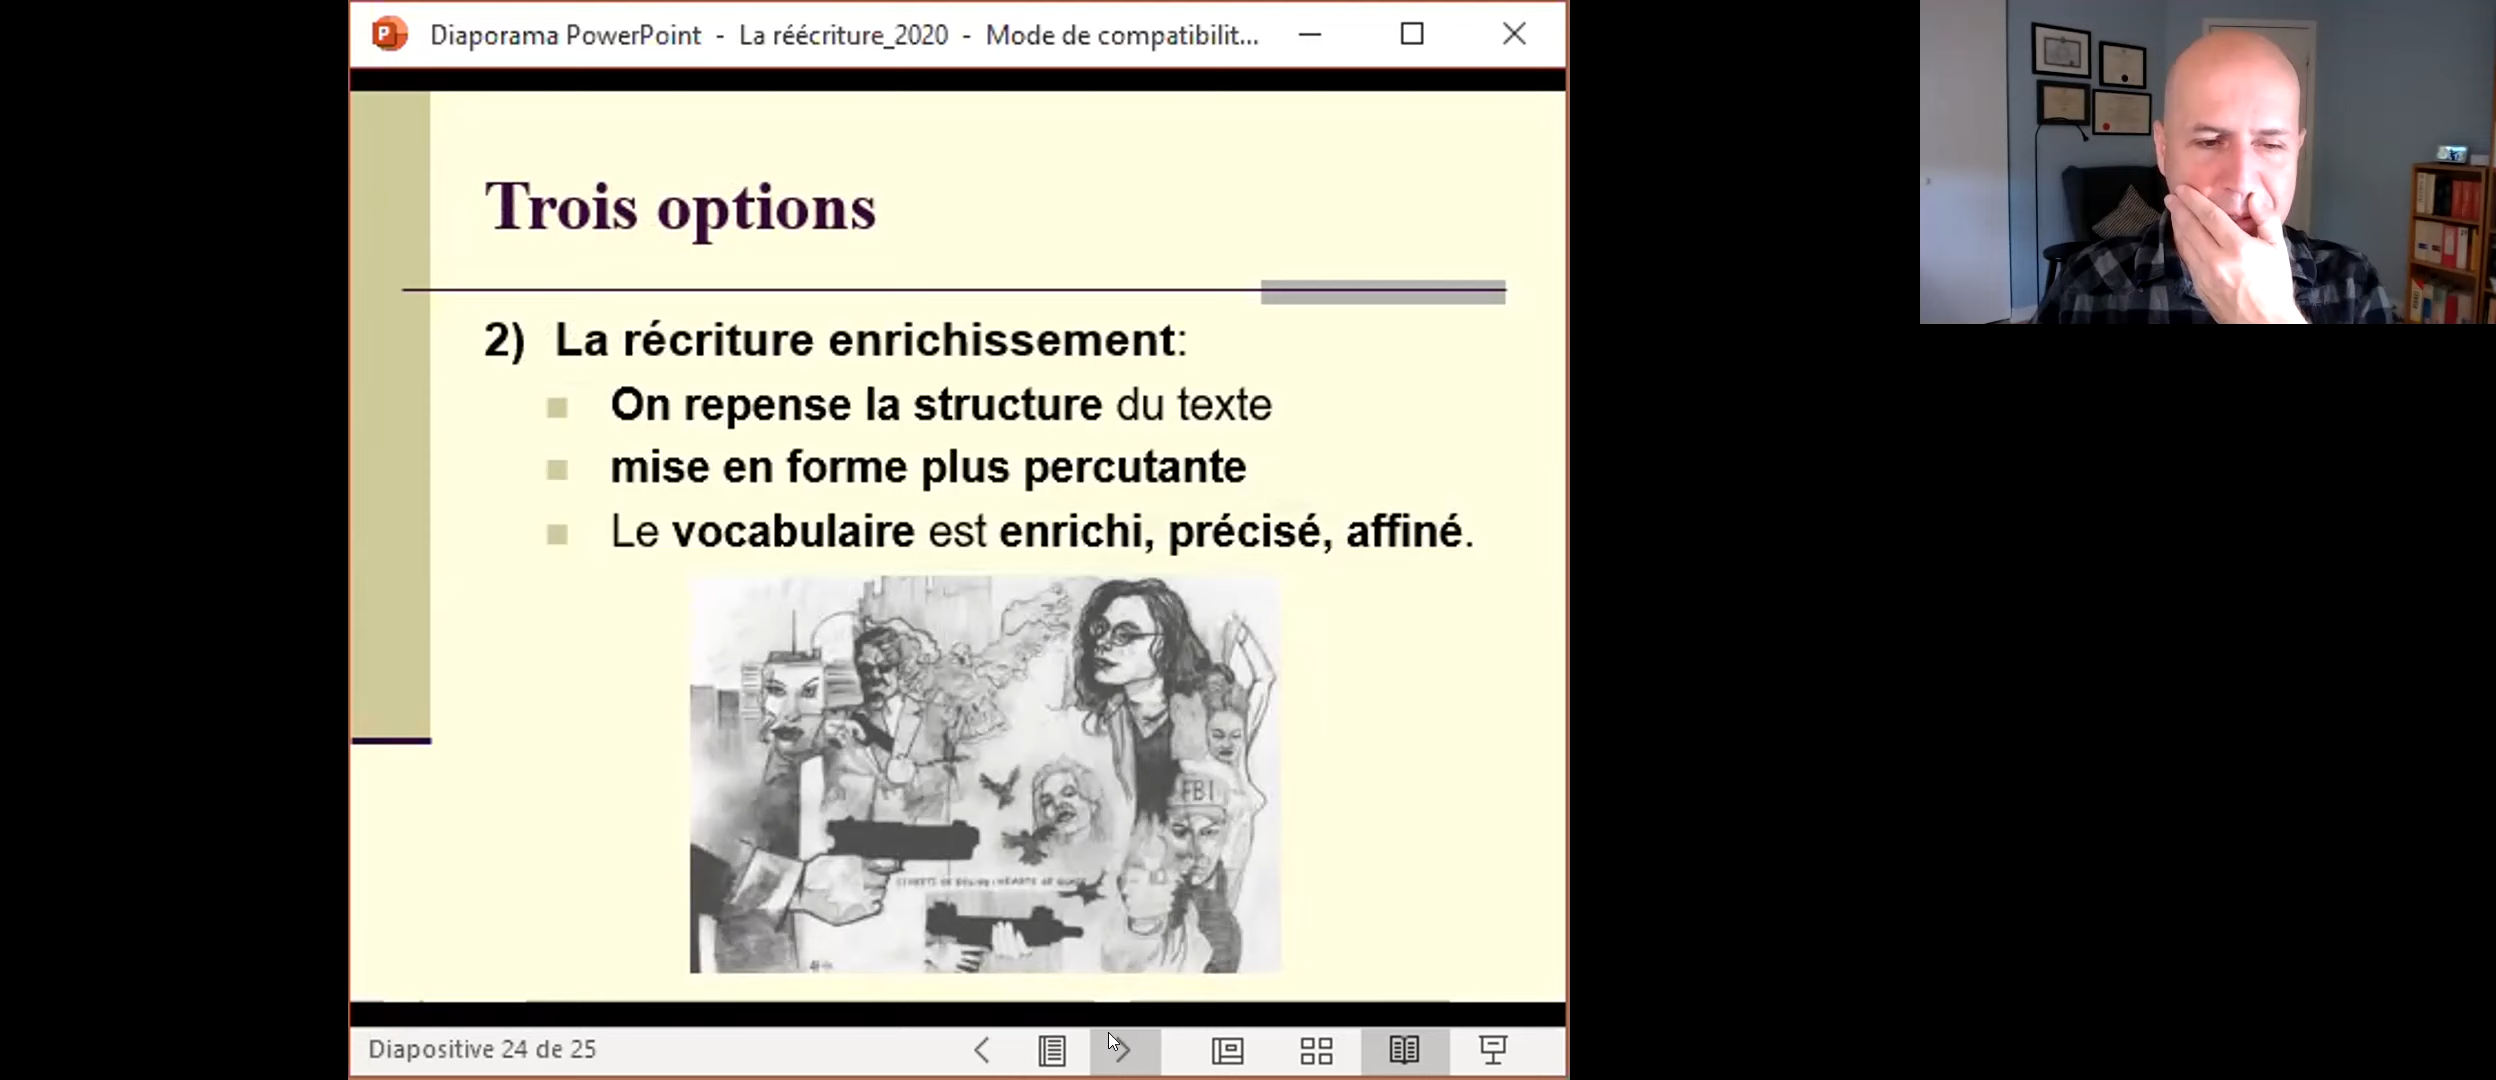 Diaporama PowerPoint - La réécriture_2020 - Mode de compatibilit...
Trois options
2) La récriture enrichissement:
On repense la structure du texte
mise en forme plus percutante
Le vocabulaire est enrichi, précisé, affiné.
FBI
Diapositive 24 de 25